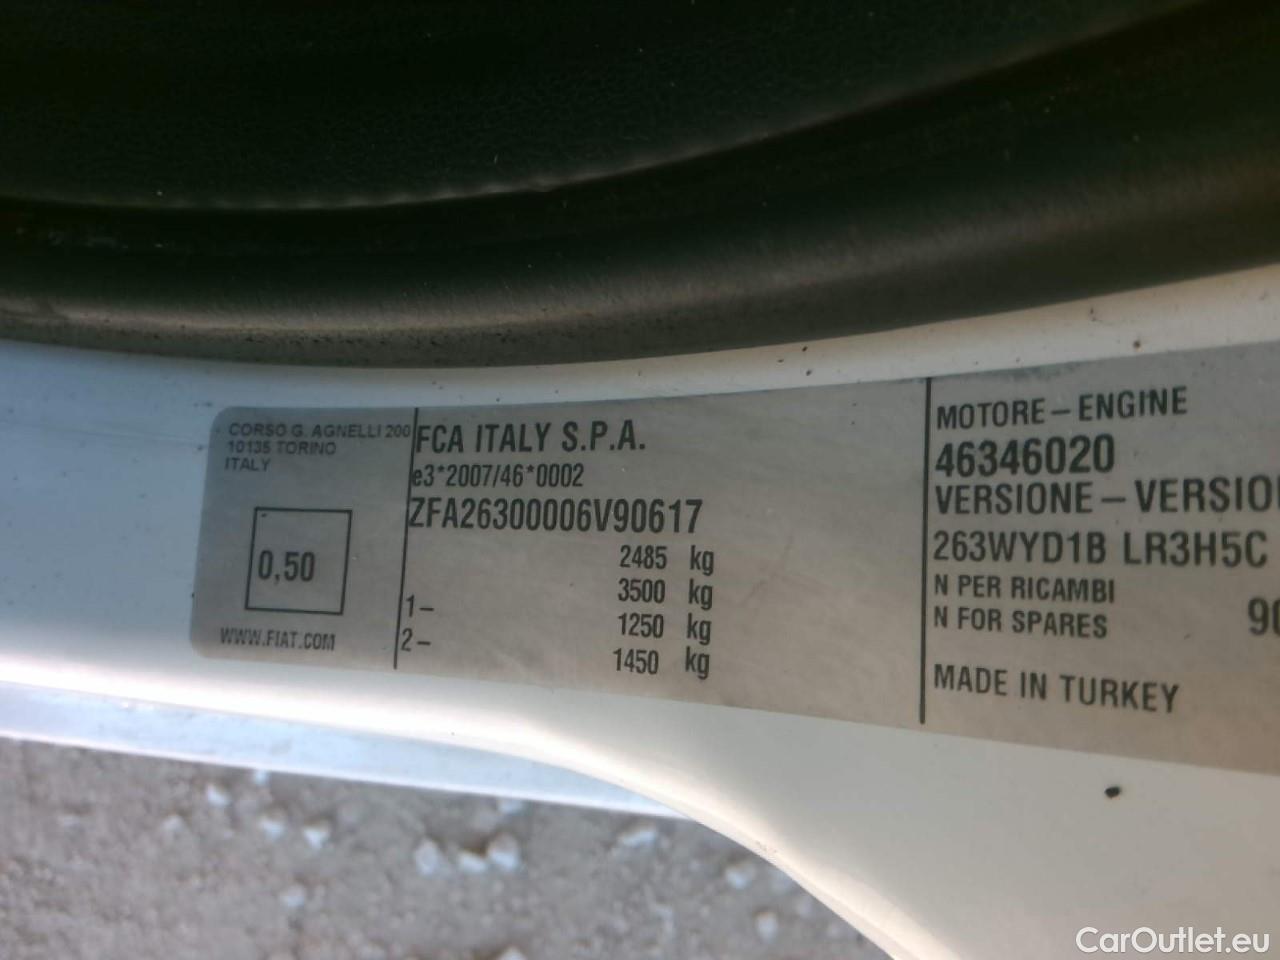 CORSO G. AGNELLI 200
10135 TORINO
ITALY
0,50
WWW.FIAT.COM
FCA ITALY S.P.A.
e3*2007/46*0002
ZFA26300006V90617
2485 kg
3500 kg
1- 1250 kg
2- 1450 kg
MOTORE - ENGINE
46346020
VERSIONE - VERSION
263WYD1B LR3H5C
N PER RICAMBI
N FOR SPARES
MADE IN TURKEY
CarOutlet.eu